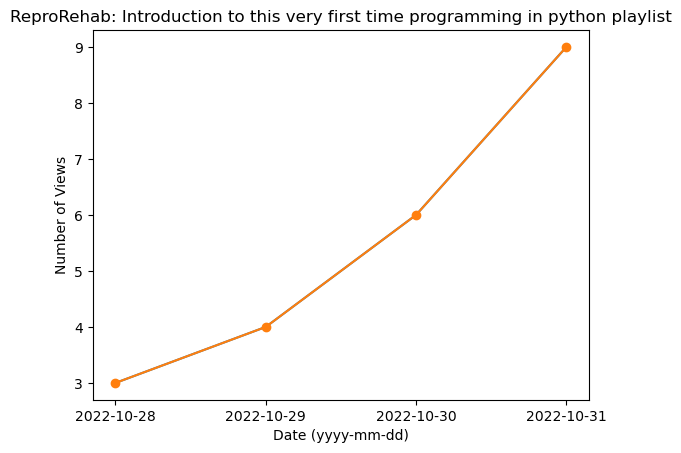 ReproRehab: Introduction to this very first time programming in python playlist
9
8
7
6
5
4
3
Number of Views
2022-10-28 2022-10-29 2022-10-30 2022-10-31
Date (yyyy-mm-dd)